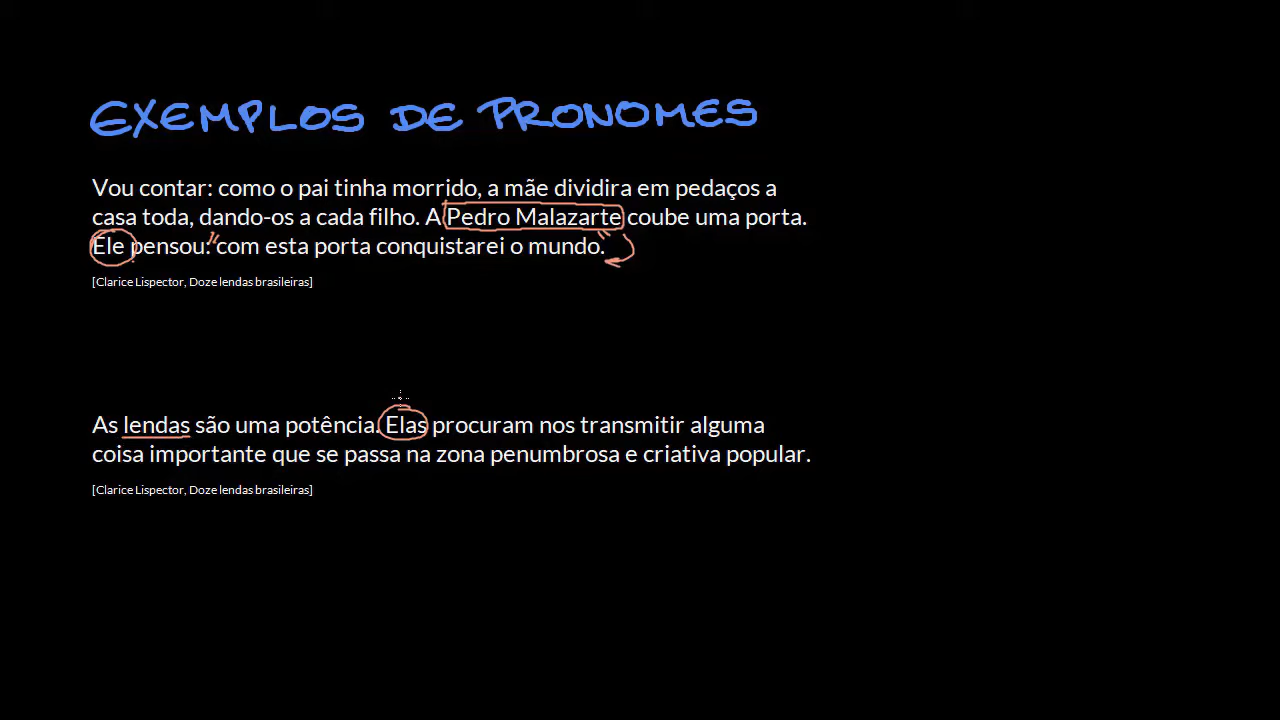 EXEMPLOS DE PRONOMES
Vou contar: como o pai tinha morrido, a mãe dividira em pedaços a
casa toda, dando-os a cada filho. A Pedro Malazarte coube uma porta.
Ele pensou: "com esta porta conquistarei o mundo."
[Clarice Lispector, Doze lendas brasileiras]
As lendas são uma potência. Elas procuram nos transmitir alguma
coisa importante que se passa na zona penumbrosa e criativa popular.
[Clarice Lispector, Doze lendas brasileiras]